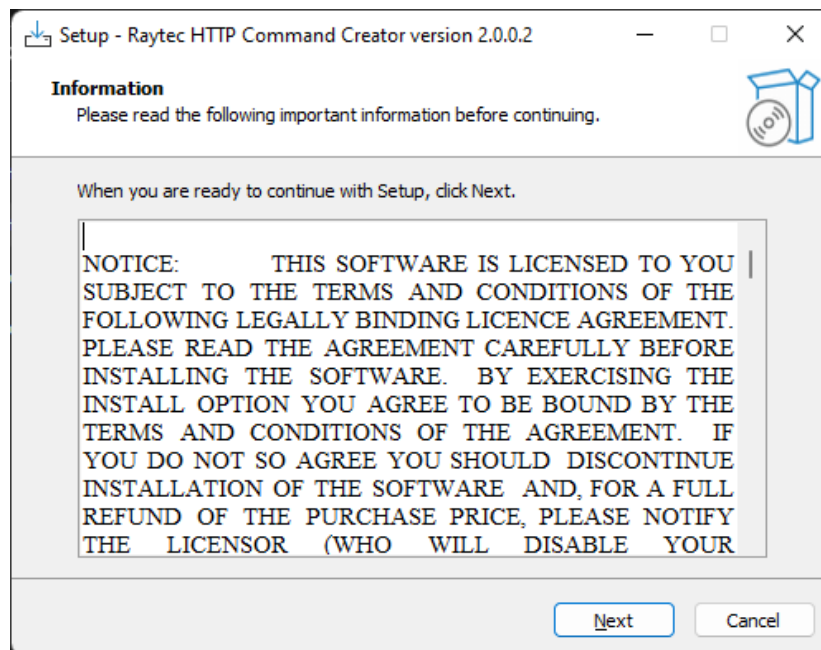 Setup - Raytec HTTP Command Creator version 2.0.0.2
Information
Please read the following important information before continuing.
When you are ready to continue with Setup, click Next.
NOTICE: THIS SOFTWARE IS LICENSED TO YOU
SUBJECT TO THE TERMS AND CONDITIONS OF THE
FOLLOWING LEGALLY BINDING LICENCE AGREEMENT.
PLEASE READ THE AGREEMENT CAREFULLY BEFORE
INSTALLING THE SOFTWARE. BY EXERCISING THE
INSTALL OPTION YOU AGREE TO BE BOUND BY THE
TERMS AND CONDITIONS OF THE AGREEMENT. IF
YOU DO NOT SO AGREE YOU SHOULD DISCONTINUE
INSTALLATION OF THE SOFTWARE AND, FOR A FULL
REFUND OF THE PURCHASE PRICE, PLEASE NOTIFY
THE LICENSOR (WHO WILL DISABLE YOUR
Next
Cancel